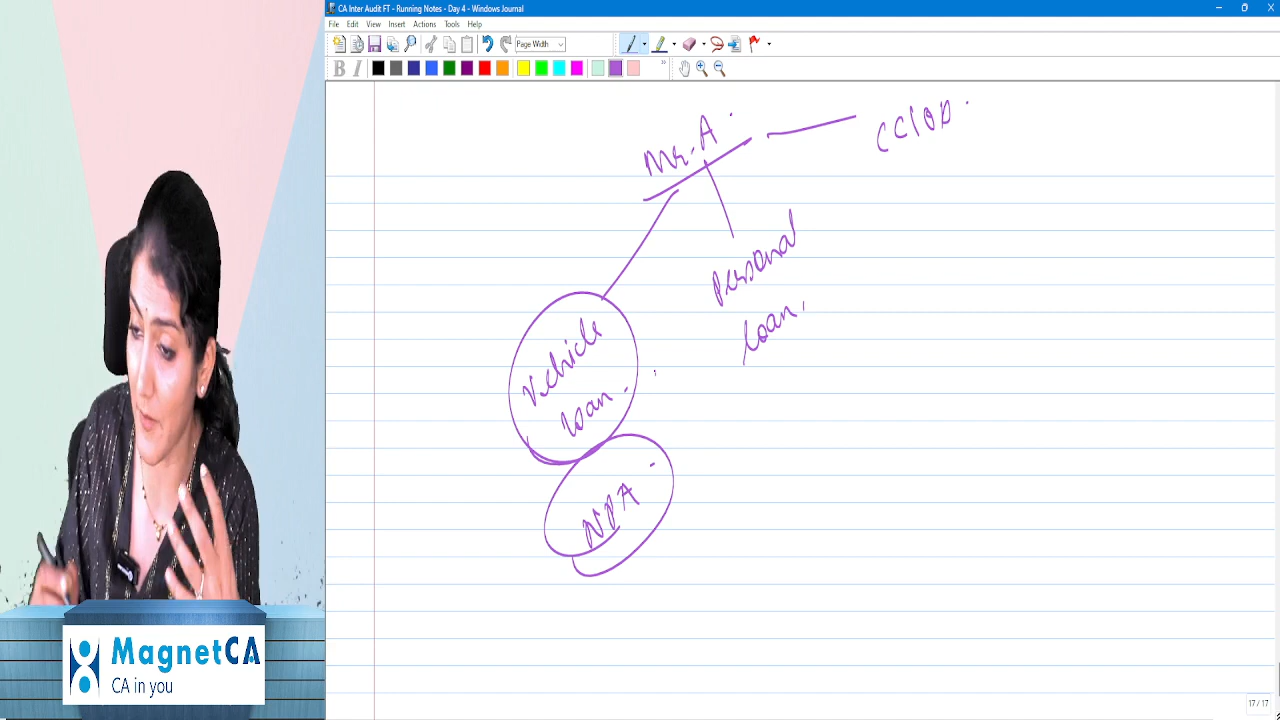 CA Inter Audit FT - Running Notes - Day 4 - Windows Journal
File Edit View Insert Actions Tools Help
Page Width
B I
Mr. A.
CC/OD.
Personal
loan.
Vehicle
loan.
NPA.
MagnetCA
CA in you
17 / 17